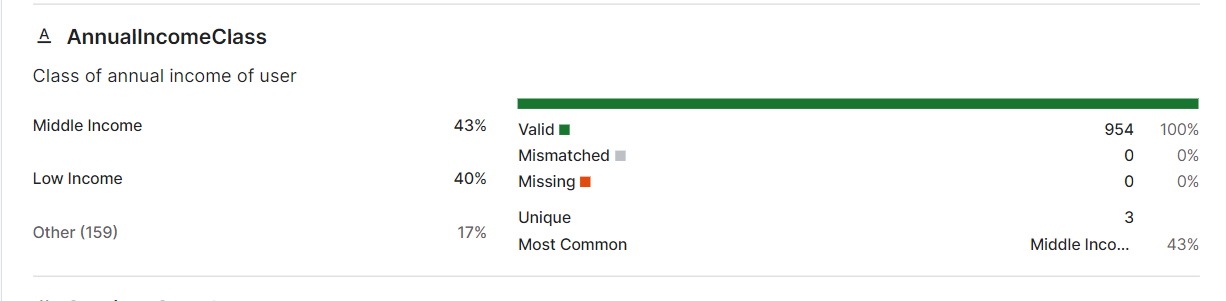 A AnnualIncomeClass
Class of annual income of user
Middle Income 43%
Low Income 40%
Other (159) 17%
Valid 954 100%
Mismatched 0 0%
Missing 0 0%
Unique 3
Most Common Middle Inco... 43%